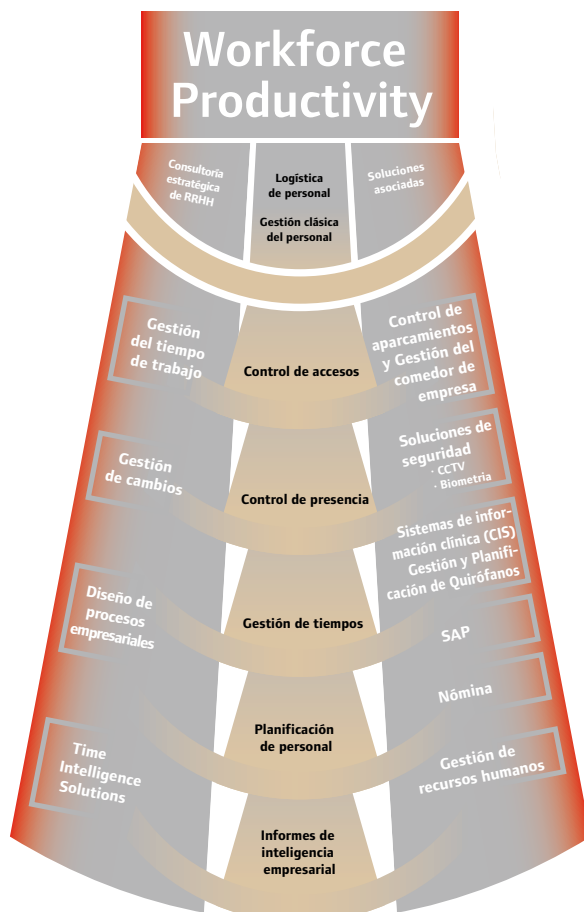 Workforce
Productivity
Consultoría
estratégica
de RRHH
Logística
de personal
Gestión clásica
del personal
Soluciones
asociadas
Gestión
del tiempo
de trabajo
Control de accesos
Control de
aparcamientos
y Gestión del
comedor de
empresa
Gestión
de cambios
Control de presencia
Soluciones de
seguridad
· CCTV
· Biometria
Diseño de
procesos
empresariales
Gestión de tiempos
Sistemas de infor-
mación clínica (CIS)
Gestión y Planifi-
cación de Quirófanos
SAP
Planificación
de personal
Nómina
Time
Intelligence
Solutions
Informes de
inteligencia
empresarial
Gestión de
recursos humanos